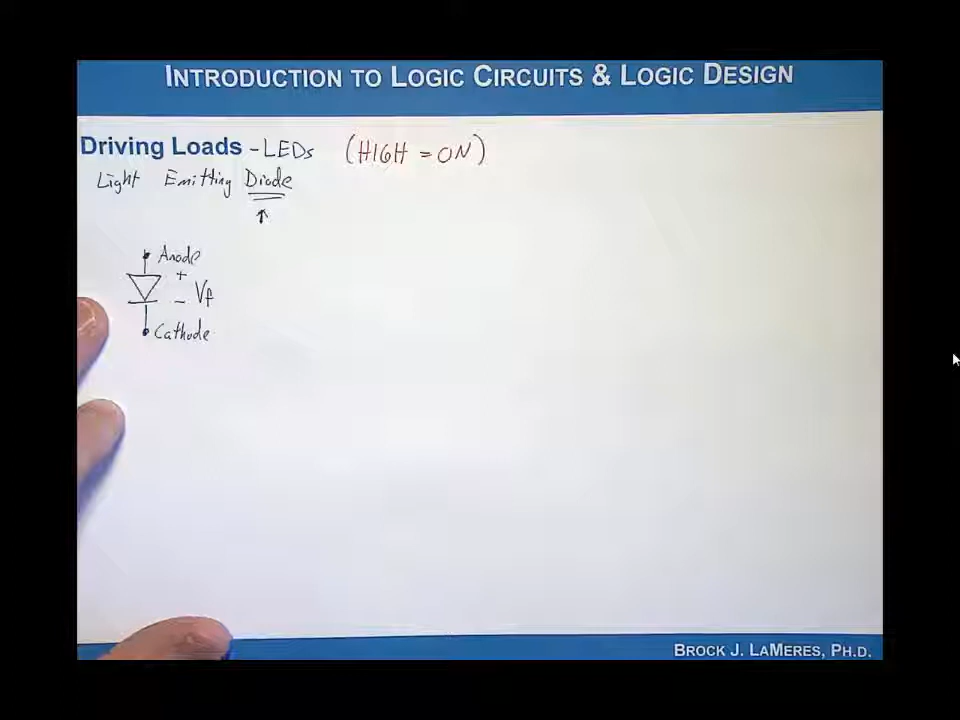 INTRODUCTION TO LOGIC CIRCUITS & LOGIC DESIGN
Driving Loads - LEDs (HIGH = ON)
Light Emitting Diode
Anode
+
- Vf
Cathode
BROCK J. LAMERES, PH.D.